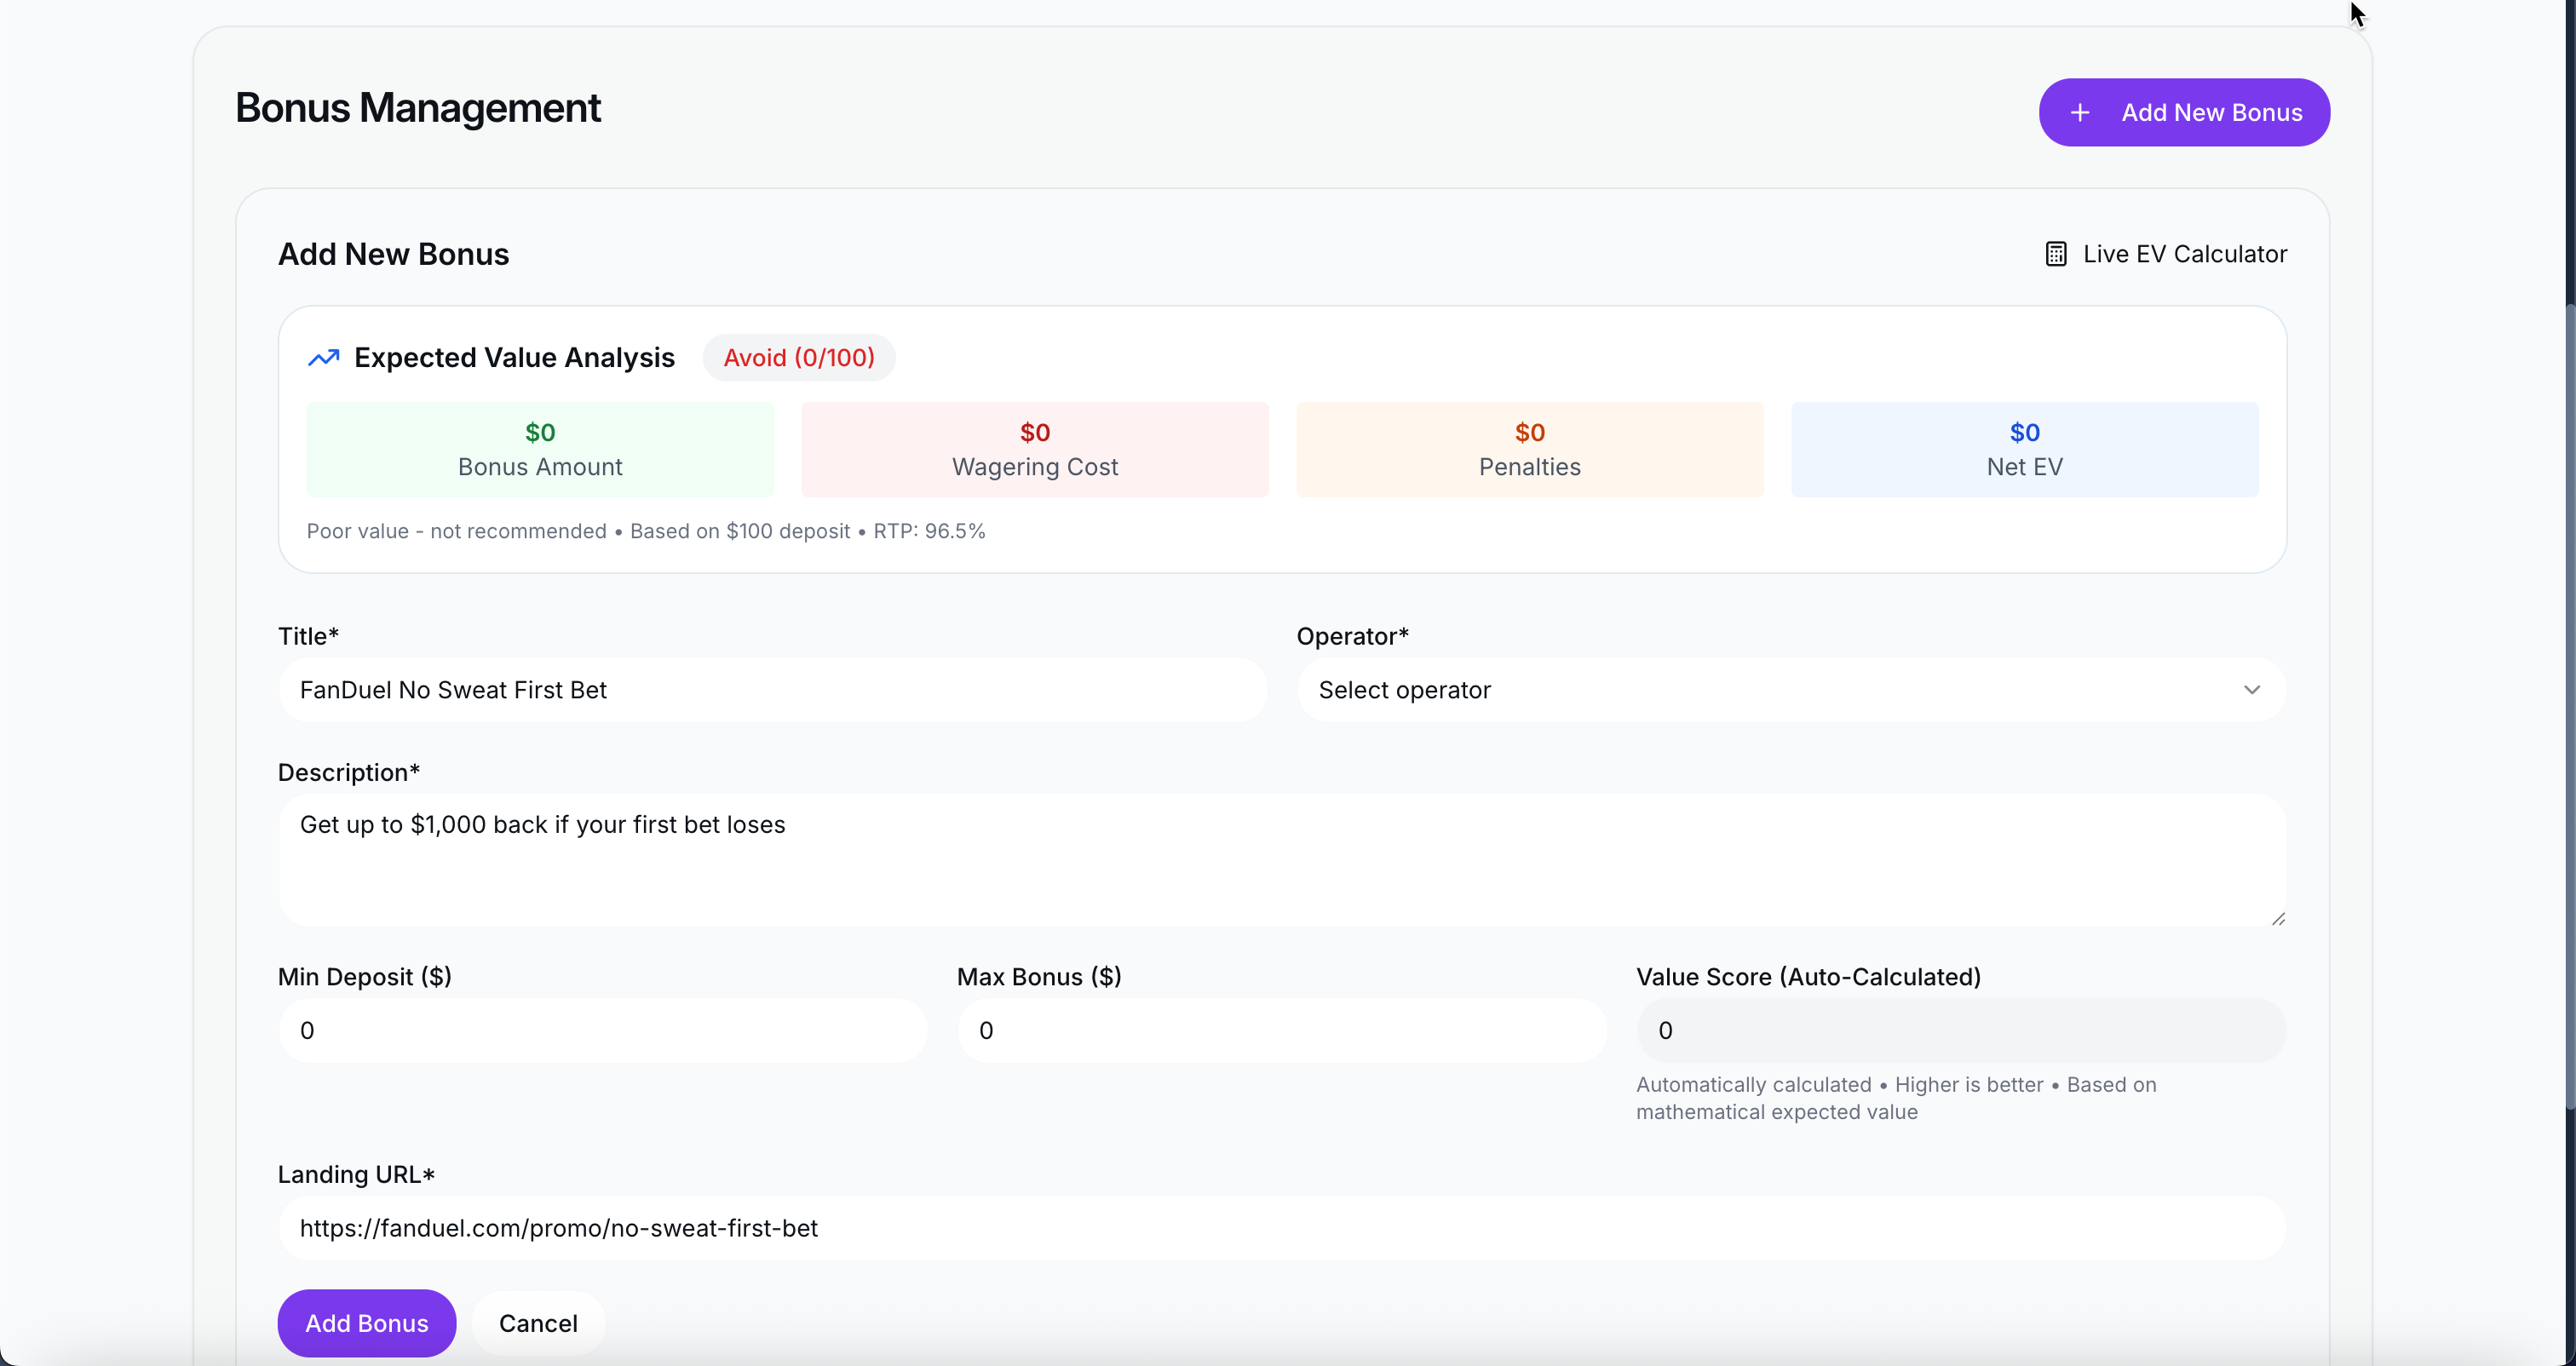 Bonus Management
Add New Bonus
Add New Bonus
Live EV Calculator
Expected Value Analysis
Avoid (0/100)
$0
Bonus Amount
$0
Wagering Cost
$0
Penalties
$0
Net EV
Poor value - not recommended • Based on $100 deposit • RTP: 96.5%
Title*
FanDuel No Sweat First Bet
Operator*
Select operator
Description*
Get up to $1,000 back if your first bet loses
Min Deposit ($)
0
Max Bonus ($)
0
Value Score (Auto-Calculated)
0
Automatically calculated • Higher is better • Based on
mathematical expected value
Landing URL*
https://fanduel.com/promo/no-sweat-first-bet
Add Bonus
Cancel